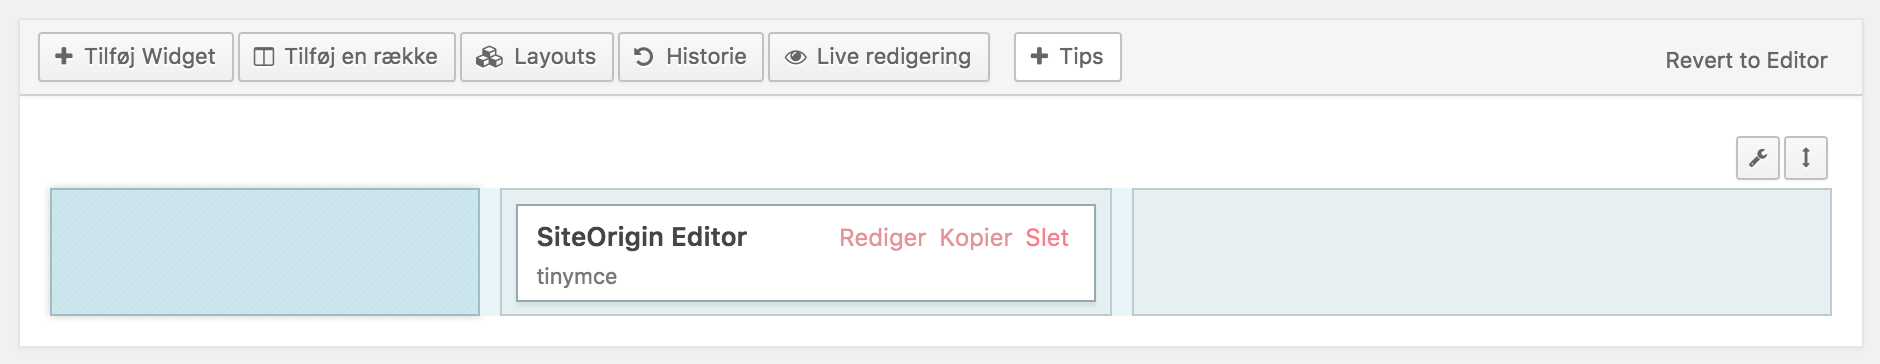 Tilføj Widget Tilføj en række Layouts Historie Live redigering Tips Revert to Editor
SiteOrigin Editor Rediger Kopier Slet
tinymce